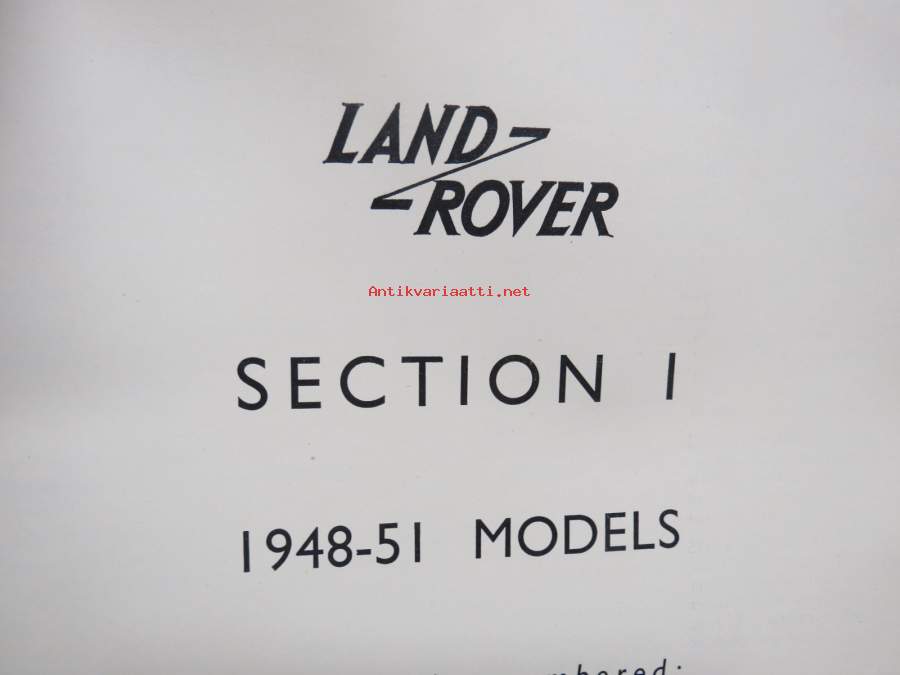 LAND
ROVER
Antikvariaatti.net
SECTION I
1948-51 MODELS